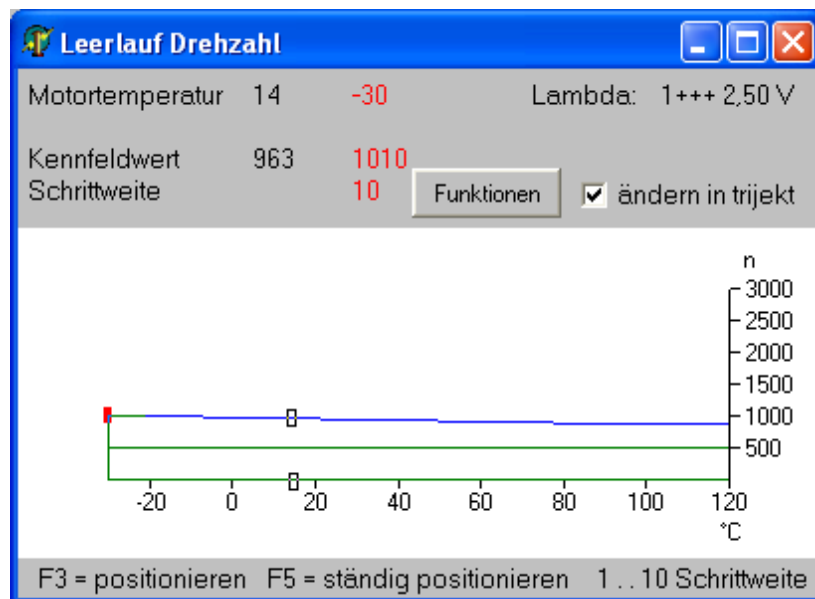 Leerlauf Drehzahl
Motortemperatur 14 -30 Lambda: 1+++ 2,50 V
Kennfeldwert 963 1010
Schrittweite 10 Funktionen ändern in trijekt
n
3000
2500
2000
1500
1000
500
-20 0 20 40 60 80 100 120
°C
F3 = positionieren F5 = ständig positionieren 1 . . 10 Schrittweite